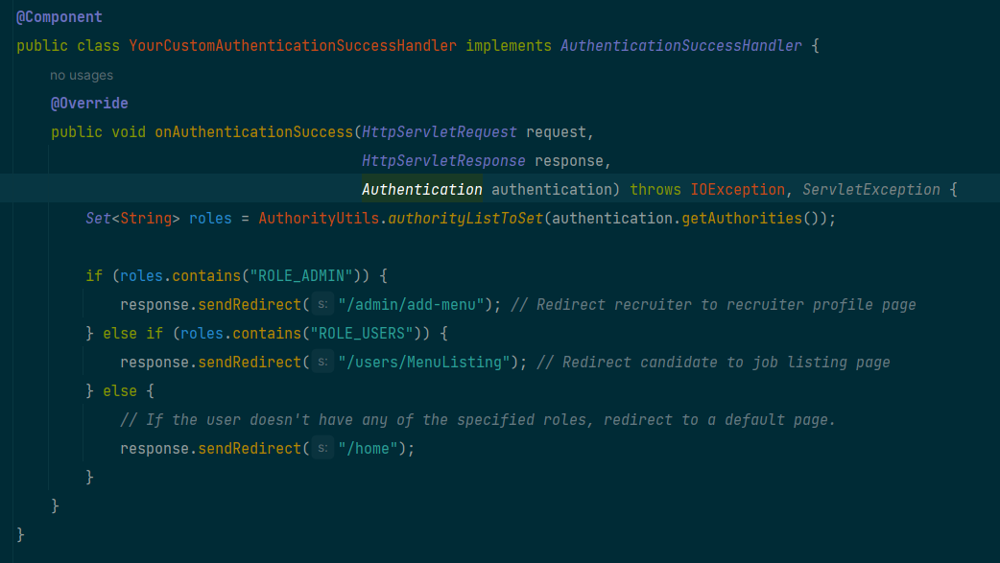 @Component
public class YourCustomAuthenticationSuccessHandler implements AuthenticationSuccessHandler {
no usages
@Override
public void onAuthenticationSuccess(HttpServletRequest request,
HttpServletResponse response,
Authentication authentication) throws IOException, ServletException {
Set<String> roles = AuthorityUtils.authorityListToSet(authentication.getAuthorities());
if (roles.contains("ROLE_ADMIN")) {
response.sendRedirect( s: "/admin/add-menu"); // Redirect recruiter to recruiter profile page
} else if (roles.contains("ROLE_USERS")) {
response.sendRedirect( s: "/users/MenuListing"); // Redirect candidate to job listing page
} else {
// If the user doesn't have any of the specified roles, redirect to a default page.
response.sendRedirect( s: "/home");
}
}
}